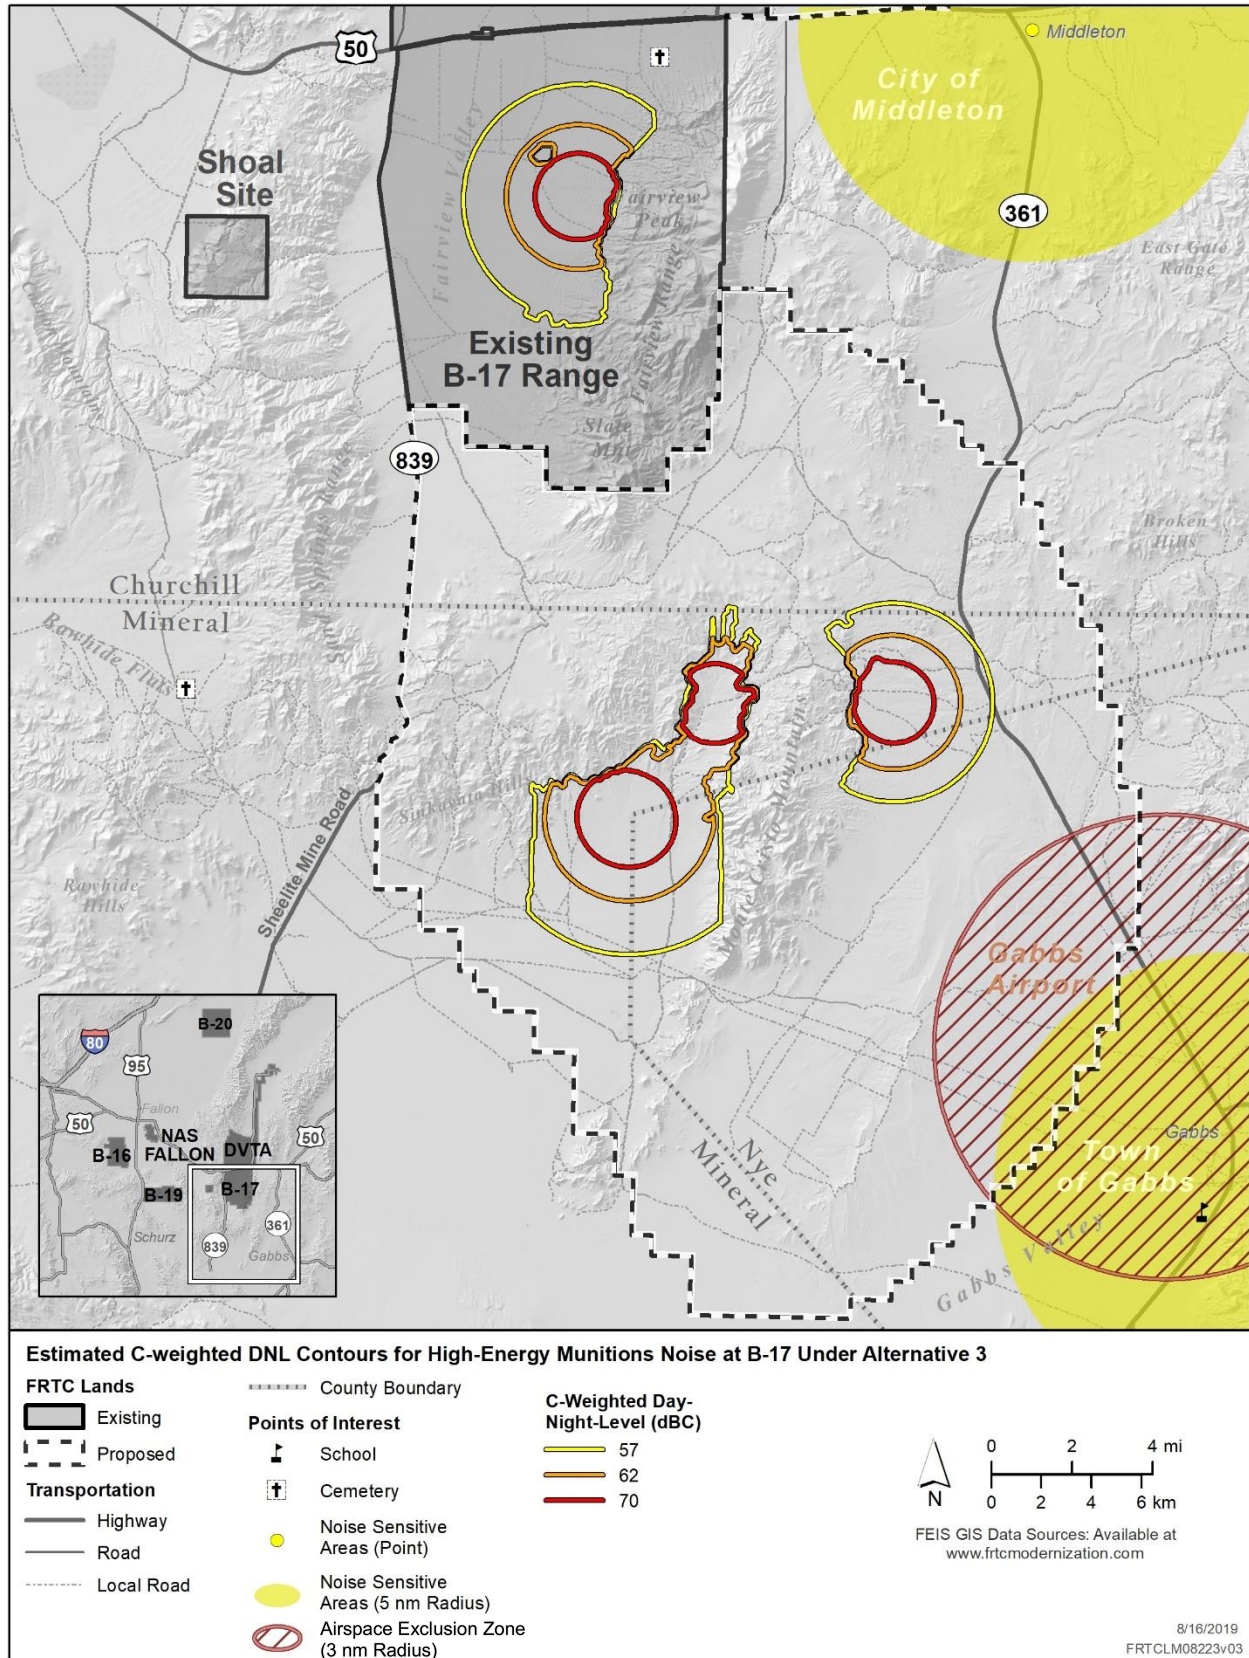 50
Middleton
City of
Middleton
Shoal
Site
Fairview Valley
Fairview
Peak
361
East Gate
Range
Fairview Range
Existing
B-17 Range
Slate
Mtn
839
Broken
Hills
Churchill
Mineral
Rawhide Flats
Monte Cristo Mountains
Sheelite Mine Road
Rawhide
Hills
Gabbs
Airport
Gabbs
Town
of Gabbs
Nye
Mineral
Gabbs Valley
B-20
80
95
Fallon
50
NAS
FALLON
DVTA
50
B-16
B-19
B-17
361
Schurz
839
Gabbs
Estimated C-weighted DNL Contours for High-Energy Munitions Noise at B-17 Under Alternative 3
FRTC Lands
Existing
Proposed
Transportation
Highway
Road
Local Road
County Boundary
Points of Interest
School
Cemetery
Noise Sensitive
Areas (Point)
Noise Sensitive
Areas (5 nm Radius)
Airspace Exclusion Zone
(3 nm Radius)
C-Weighted Day-
Night-Level (dBC)
57
62
70
N
0 2 4 mi
0 2 4 6 km
FEIS GIS Data Sources: Available at
www.frtcmodernization.com
8/16/2019
FRTCLM08223v03